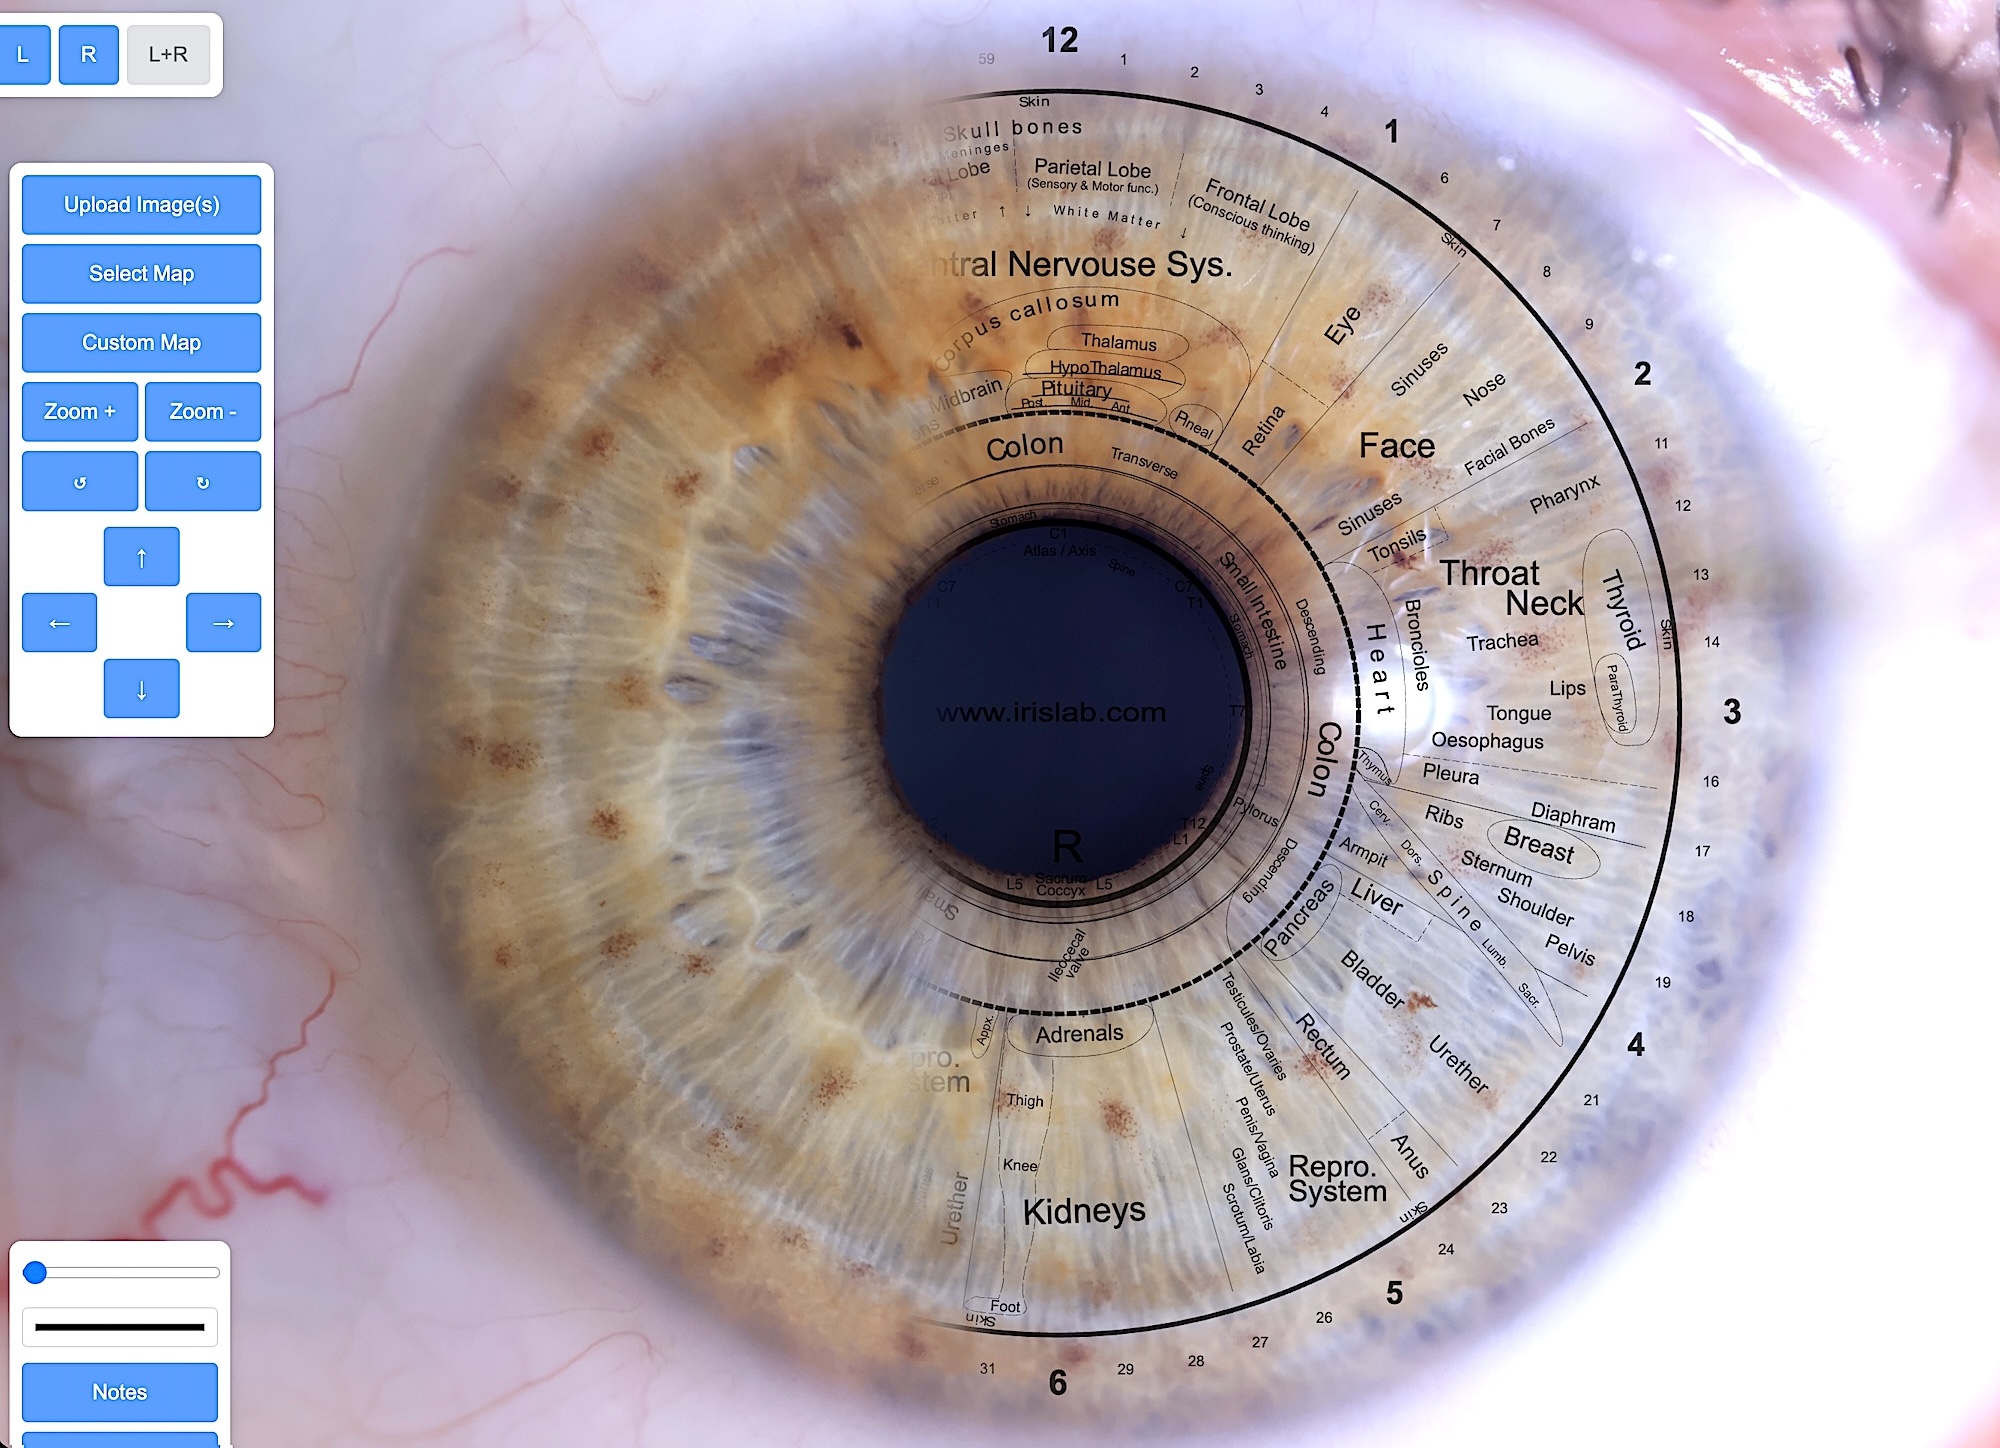 L
R
L+R
Upload Image(s)
Select Map
Custom Map
Zoom +
Zoom -
↺
↻
↑
←
→
↓
Notes
59
12
1
2
3
4
1
6
7
8
9
2
11
12
13
14
3
16
17
18
19
4
21
22
23
24
5
26
27
28
29
6
31
Skin
Skull bones
Meninges
Lobe
Parietal Lobe
(Sensory & Motor func.)
Frontal Lobe
(Conscious thinking)
↑ ↓ White Matter
↓
ntral Nervouse Sys.
Corpus callosum
Thalamus
HypoThalamus
Pituitary
Post. Mid. Ant.
Midbrain
ons
Pineal
Eye
Retina
Skin
Sinuses
Nose
Face
Facial Bones
Sinuses
Pharynx
Tonsils
Throat
Neck
Thyroid
Skin
Trachea
Broncioles
Heart
Lips
ParaThyroid
Tongue
Oesophagus
Thymus
Pleura
Diaphram
Ribs
Breast
Cerv.
Dors.
Armpit
Sternum
Spine
Shoulder
Liver
Pelvis
Lumb.
Sacr.
Pancreas
Bladder
Urether
Rectum
Anus
Skin
Testicules/Ovaries
Prostate/Uterus
Penis/Vagina
Glans/Clitoris
Scrotum/Labia
Repro.
System
Adrenals
Appx.
pro.
stem
Thigh
Knee
Kidneys
Urether
Foot
Skin
Colon
Transverse
erse
Stomach
Small Intestine
Stomach
Descending
Colon
Pylorus
Descending
Ileocecal
valve
Smal
C1
Atlas / Axis
Spine
C7
T1
C7
T1
www.irislab.com
T7
Spine
T12
L1
R
L5
Sacrum
Coccyx
L5